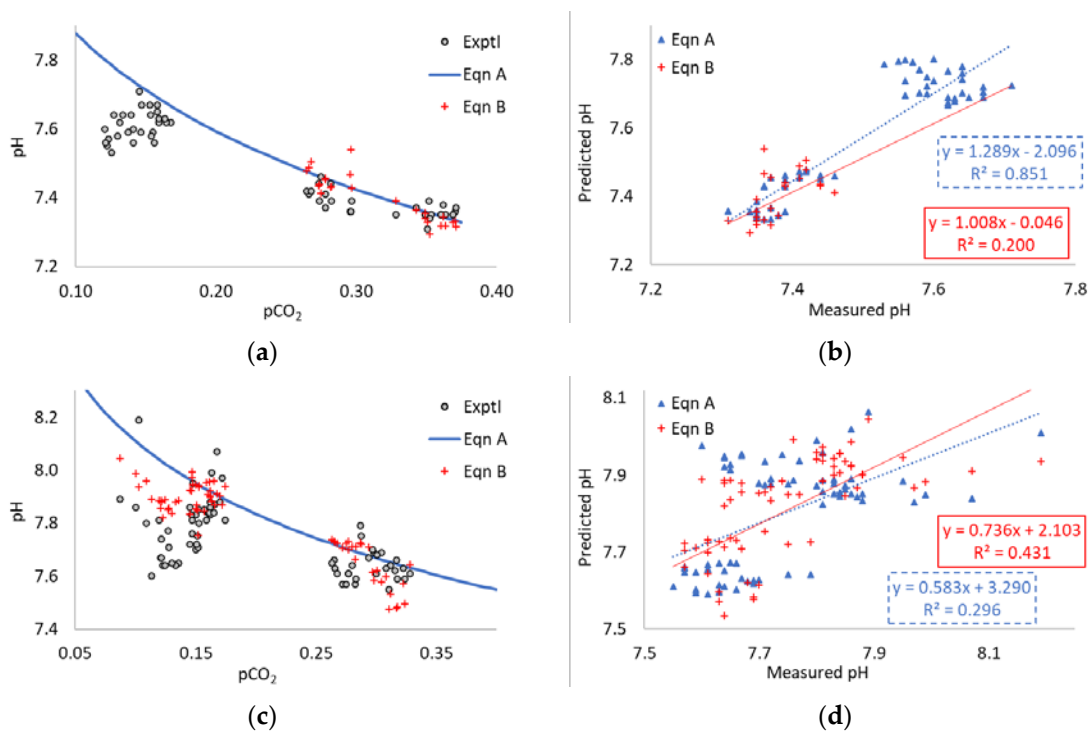 7.8
7.6
7.4
7.2
pH
0.10
0.20
0.30
0.40
pCO₂
Exptl
Eqn A
Eqn B
(a)
7.8
7.6
7.4
7.2
Predicted pH
7.2
7.4
7.6
7.8
Measured pH
Eqn A
Eqn B
y = 1.289x - 2.096
R² = 0.851
y = 1.008x - 0.046
R² = 0.200
(b)
8.2
8.0
7.8
7.6
7.4
pH
0.05
0.15
0.25
0.35
pCO₂
Exptl
Eqn A
Eqn B
(c)
8.1
7.9
7.7
7.5
Predicted pH
7.5
7.7
7.9
8.1
Measured pH
Eqn A
Eqn B
y = 0.736x + 2.103
R² = 0.431
y = 0.583x + 3.290
R² = 0.296
(d)